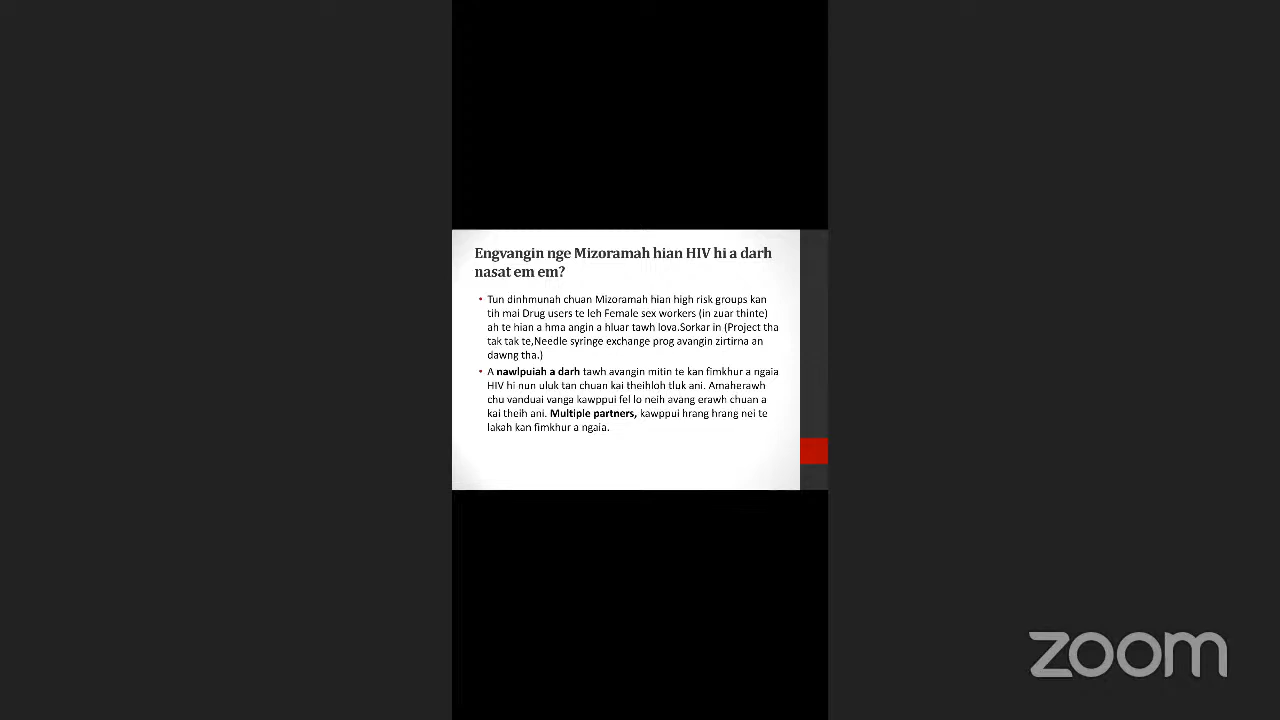 Engvangin nge Mizoramah hian HIV hi a darh
nasat em em?
• Tun dinhmunah chuan Mizoramah hian high risk groups kan
tih mai Drug users te leh Female sex workers (in zuar thinte)
ah te hian a hma angin a hluar tawh lova.Sorkar in (Project tha
tak tak te,Needle syringe exchange prog avangin zirtirna an
dawng tha.)
• A nawlpuiah a darh tawh avangin mitin te kan fimkhur a ngaia
HIV hi nun uluk tan chuan kai theihloh tluk ani. Amaherawh
chu vanduai vanga kawppui fel lo neih avang erawh chuan a
kai theih ani. Multiple partners, kawppui hrang hrang nei te
lakah kan fimkhur a ngaia.
zoom